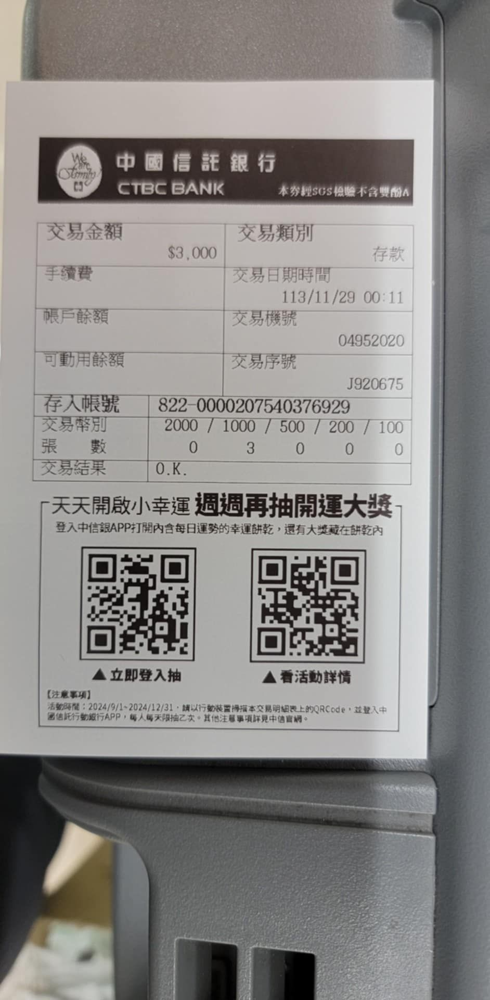 We are family
中國信託銀行
CTBC BANK
本券經SGS檢驗不含雙酚A
交易金額 交易類別
$3,000 存款
手續費 交易日期時間
113/11/29 00:11
帳戶餘額 交易機號
04952020
可動用餘額 交易序號
J920675
存入帳號 822-0000207540376929
交易幣別 2000 / 1000 / 500 / 200 / 100
張 數 0 3 0 0 0
交易結果 O.K.
天天開啟小幸運 週週再抽開運大獎
登入中信銀APP打開內含每日運勢的幸運餅乾，還有大獎藏在餅乾內
▲立即登入抽 ▲看活動詳情
【注意事項】
活動時間：2024/9/1~2024/12/31，請以行動裝置掃描本交易明細表上的QRCode，並登入中
國信託行動銀行APP，每人每天限抽乙次。其他注意事項詳見中信官網。